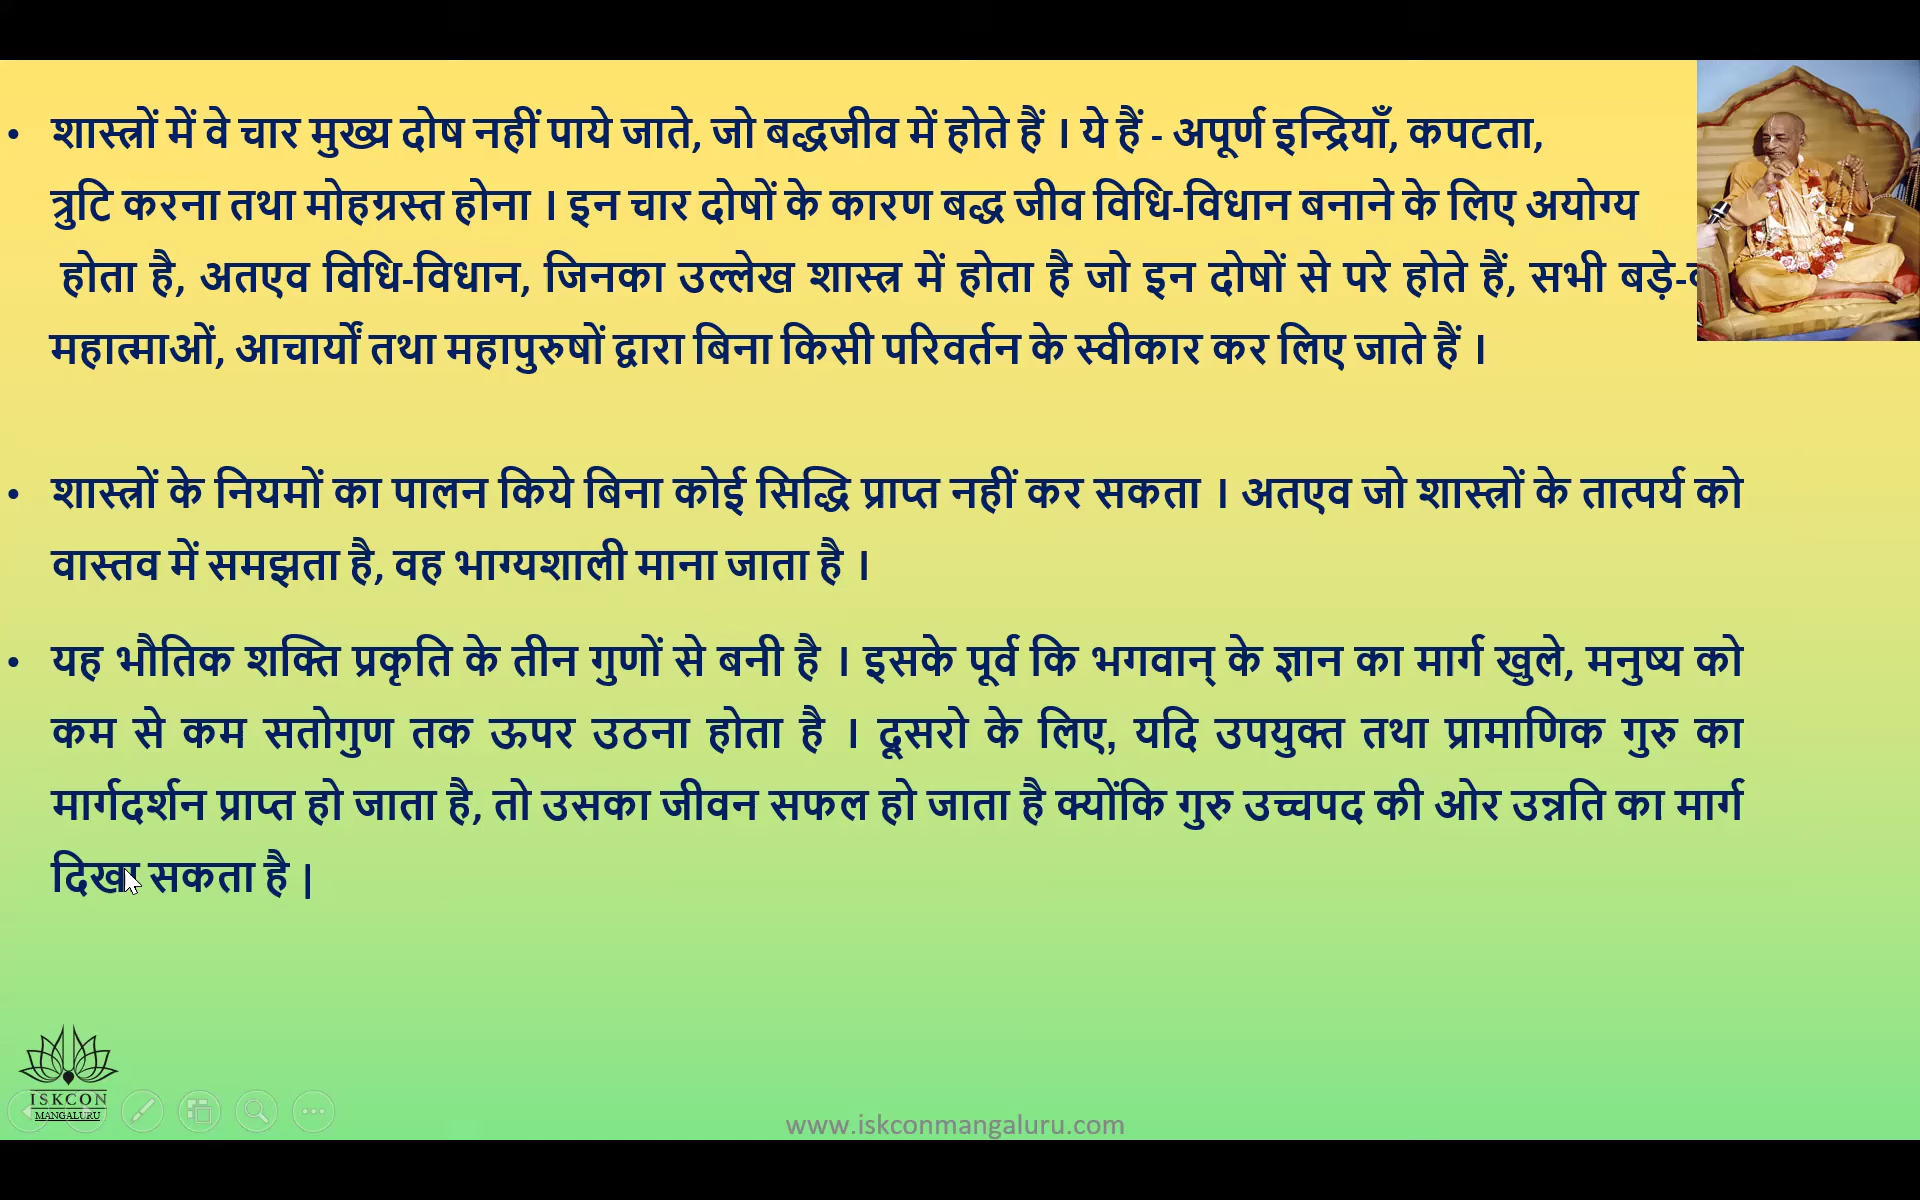 • शास्त्रों में वे चार मुख्य दोष नहीं पाये जाते, जो बद्धजीव में होते हैं । ये हैं - अपूर्ण इन्द्रियाँ, कपटता,
त्रुटि करना तथा मोहग्रस्त होना । इन चार दोषों के कारण बद्ध जीव विधि-विधान बनाने के लिए अयोग्य
होता है, अतएव विधि-विधान, जिनका उल्लेख शास्त्र में होता है जो इन दोषों से परे होते हैं, सभी बड़े-
महात्माओं, आचार्यों तथा महापुरुषों द्वारा बिना किसी परिवर्तन के स्वीकार कर लिए जाते हैं ।
• शास्त्रों के नियमों का पालन किये बिना कोई सिद्धि प्राप्त नहीं कर सकता । अतएव जो शास्त्रों के तात्पर्य को
वास्तव में समझता है, वह भाग्यशाली माना जाता है ।
• यह भौतिक शक्ति प्रकृति के तीन गुणों से बनी है । इसके पूर्व कि भगवान् के ज्ञान का मार्ग खुले, मनुष्य को
कम से कम सतोगुण तक ऊपर उठना होता है । दूसरो के लिए, यदि उपयुक्त तथा प्रामाणिक गुरु का
मार्गदर्शन प्राप्त हो जाता है, तो उसका जीवन सफल हो जाता है क्योंकि गुरु उच्चपद की ओर उन्नति का मार्ग
दिखा सकता है |
ISKCON
MANGALURU
www.iskconmangaluru.com